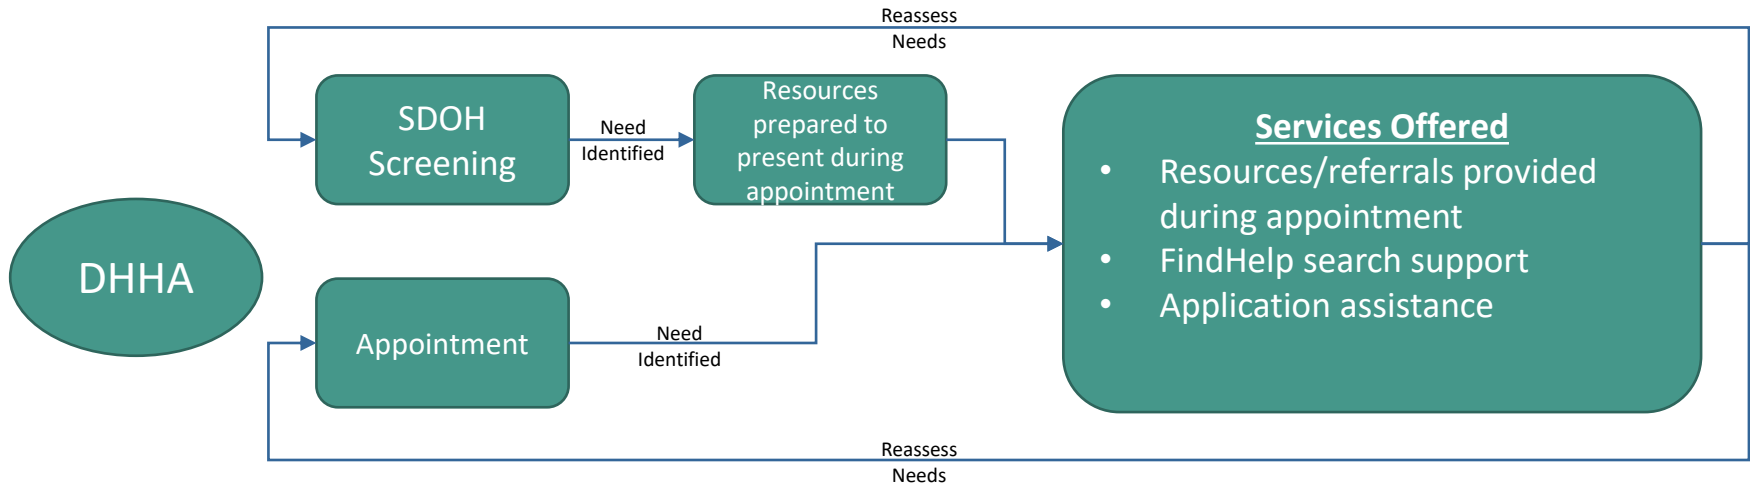 Reassess
Needs
SDOH
Screening
Need
Identified
Resources
prepared to
present during
appointment
Services Offered
• Resources/referrals provided
during appointment
• FindHelp search support
• Application assistance
DHHA
Appointment
Need
Identified
Reassess
Needs